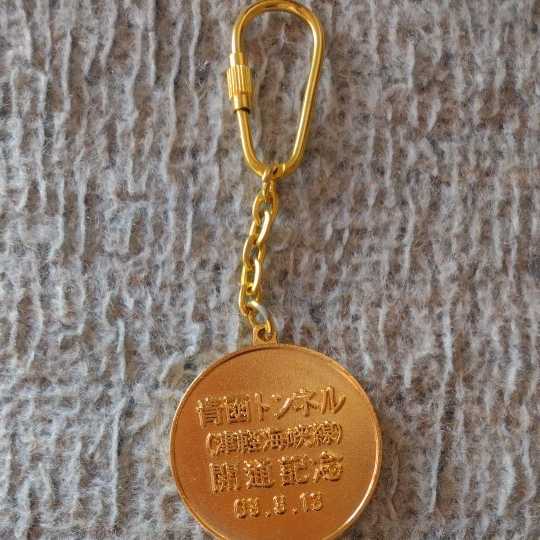 青函トンネル
(津軽海峡線)
開通記念
63.3.13